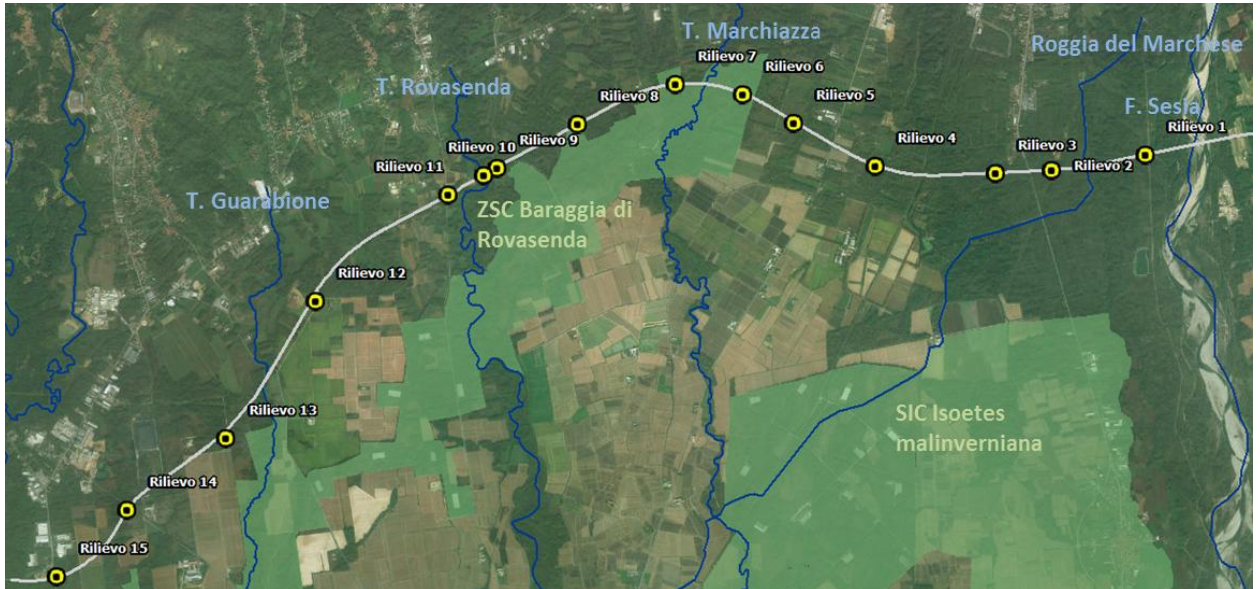 T. Marchiazza
Roggia del Marchese
Rilievo 7
T. Rovasenda
Rilievo 6
Rilievo 8
F. Sesia
Rilievo 5
Rilievo 1
Rilievo 9
Rilievo 4
Rilievo 10
Rilievo 3
Rilievo 11
Rilievo 2
T. Guarabione
ZSC Baraggia di
Rovasenda
Rilievo 12
SIC Isoetes
malinverniana
Rilievo 13
Rilievo 14
Rilievo 15